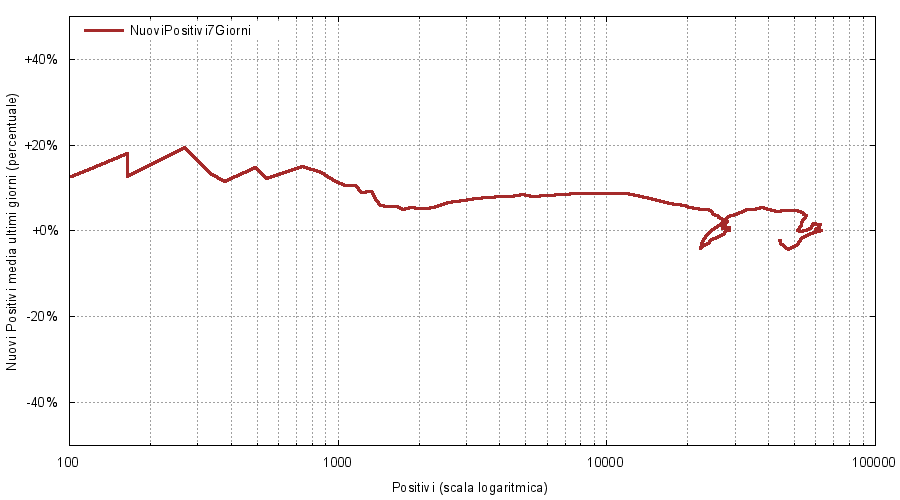 NuoviPositivi7Giorni
+40%
+20%
+0%
-20%
-40%
Nuovi Positivi media ultimi giorni (percentuale)
100 1000 10000 100000
Positivi (scala logaritmica)